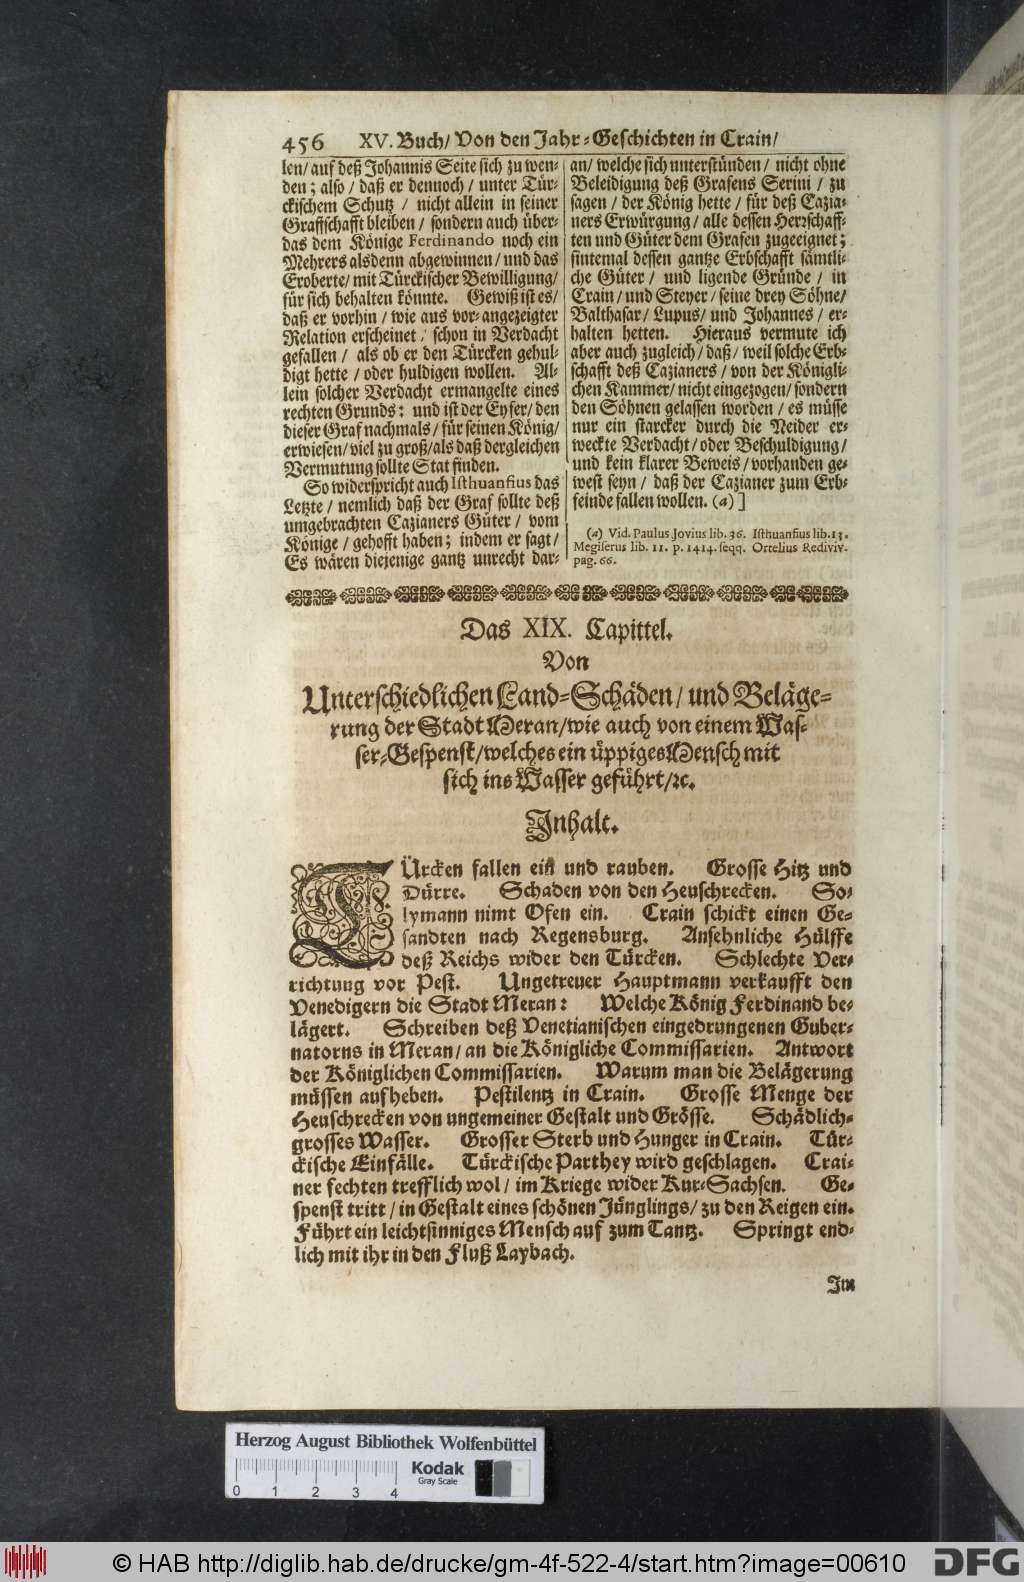 456 XV. Buch/ Von den Jahr-Geschichten in Crain/
len/ auf deß Johannis Seite sich zu wen-
den; also/ daß er dennoch/ unter Tür-
ckischem Schutz/ nicht allein in seiner
Graffschafft bleiben/ sondern auch über-
das dem Könige Ferdinando noch ein
Mehrers alsdenn abgewinnen/ und das
Eroberte/ mit Türckischer Bewilligung/
für sich behalten könnte. Gewiß ist es/
daß er vorhin/ wie aus vor-angezeigter
Relation erscheinet/ schon in Verdacht
gefallen/ als ob er den Türcken gehul-
digt hette/ oder huldigen wollen. Al-
lein solcher Verdacht ermangelte eines
rechten Grunds: und ist der Eyfer/ den
dieser Graf nachmals/ für seinen König/
erwiesen/ viel zu groß/ als daß dergleichen
Vermutung sollte Stat finden.
So widerspricht auch Isthuanfius das
Letzte/ nemlich daß der Graf sollte deß
umgebrachten Cazianers Güter/ vom
Könige/ gehofft haben; indem er sagt/
Es wären diejenige gantz unrecht dar-
an/ welche sich unterstünden/ nicht ohne
Beleidigung deß Grafens Serini/ zu
sagen/ der König hette/ für deß Cazia-
ners Erwürgung/ alle dessen Herzschaff-
ten und Güter dem Grafen zugeeignet;
sintemal dessen gantze Erbschafft sämtli-
che Güter/ und ligende Gründe/ in
Crain/ und Steyer/ seine drey Söhne/
Balthasar/ Lupus/ und Johannes/ er-
halten hetten. Hieraus vermute ich
aber auch zugleich/ daß/ weil solche Erb-
schafft deß Cazianers/ von der Königli-
chen Kammer/ nicht eingezogen/ sondern
den Söhnen gelassen worden/ es müsse
nur ein starcker durch die Neider er-
weckte Verdacht/ oder Beschuldigung/
und kein klarer Beweis/ vorhanden ge-
west seyn/ daß der Cazianer zum Erb-
feinde fallen wollen. (a)]
(a) Vid. Paulus Jovius lib. 36. Isthuanfius lib. 13.
Megiserus lib. 11. p. 1414. seqq. Ortelius Rediviv.
pag. 66.
Das XIX. Capittel.
Von
Unterschiedlichen Land-Schäden/ und Beläge-
rung der Stadt Meran/ wie auch von einem Was-
ser-Gespenst/ welches ein üppiges Mensch mit
sich ins Wasser geführt/ ꝛc.
Inhalt.
TÜrcken fallen ein und rauben. Grosse Hitz und
Dürre. Schaden von den Heuschrecken. So-
lymann nimt Ofen ein. Crain schickt einen Ge-
sandten nach Regensburg. Ansehnliche Hülffe
deß Reichs wider den Türcken. Schlechte Ver-
richtung vor Pest. Ungetreuer Hauptmann verkaufft den
Venedigern die Stadt Meran: Welche König Ferdinand be-
lägert. Schreiben deß Venetianischen eingedrungenen Guber-
natorns in Meran/ an die Königliche Commissarien. Antwort
der Königlichen Commissarien. Warum man die Belägerung
müssen aufheben. Pestilentz in Crain. Grosse Menge der
Heuschrecken von ungemeiner Gestalt und Grösse. Schädlich-
grosses Wasser. Grosser Sterb und Hunger in Crain. Tür-
ckische Einfälle. Türckische Parthey wird geschlagen. Crai-
ner fechten trefflich wol/ im Kriege wider Kur-Sachsen. Ge-
spenst tritt/ in Gestalt eines schönen Jünglings/ zu den Reigen ein.
Führt ein leichtsinniges Mensch auf zum Tantz. Springt end-
lich mit ihr in den Fluß Laybach.
Im
Herzog August Bibliothek Wolfenbüttel
Kodak
Gray Scale
0 1 2 3 4
© HAB http://diglib.hab.de/drucke/gm-4f-522-4/start.htm?image=00610
DFG